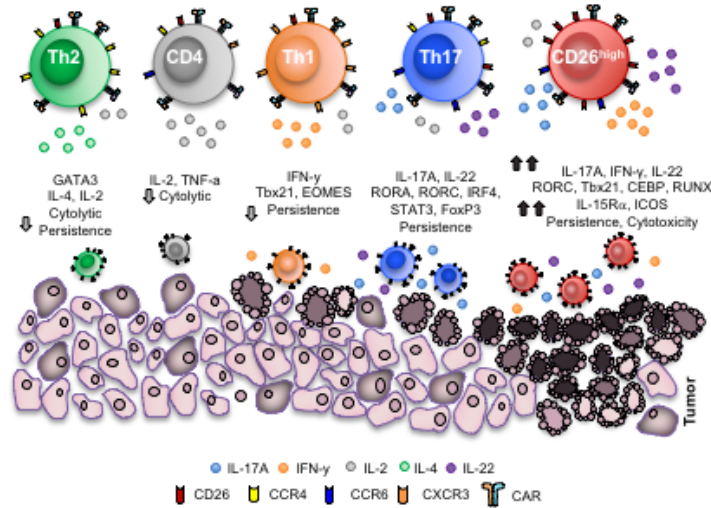 Th2
CD4
Th1
Th17
CD26high
GATA3
IL-4, IL-2
Cytolytic
Persistence
IL-2, TNF-a
Cytolytic
IFN-y
Tbx21, EOMES
Persistence
IL-17A, IL-22
RORA, RORC, IRF4,
STAT3, FoxP3
Persistence
IL-17A, IFN-γ, IL-22
RORC, Tbx21, CEBP, RUNX
IL-15Rα, ICOS
Persistence, Cytotoxicity
Tumor
IL-17A IFN-y IL-2 IL-4 IL-22
CD26 CCR4 CCR6 CXCR3 CAR